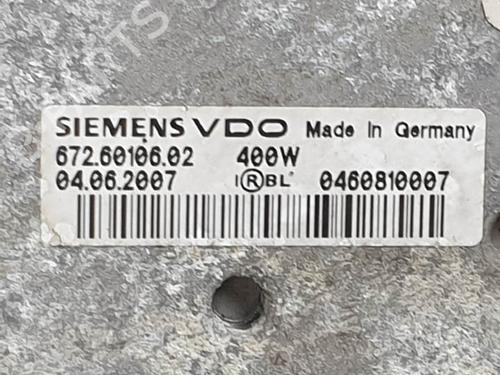 SIEMENS VDO Made In Germany
672.60106.02 400W
04.06.2007 I®BL 0460810007